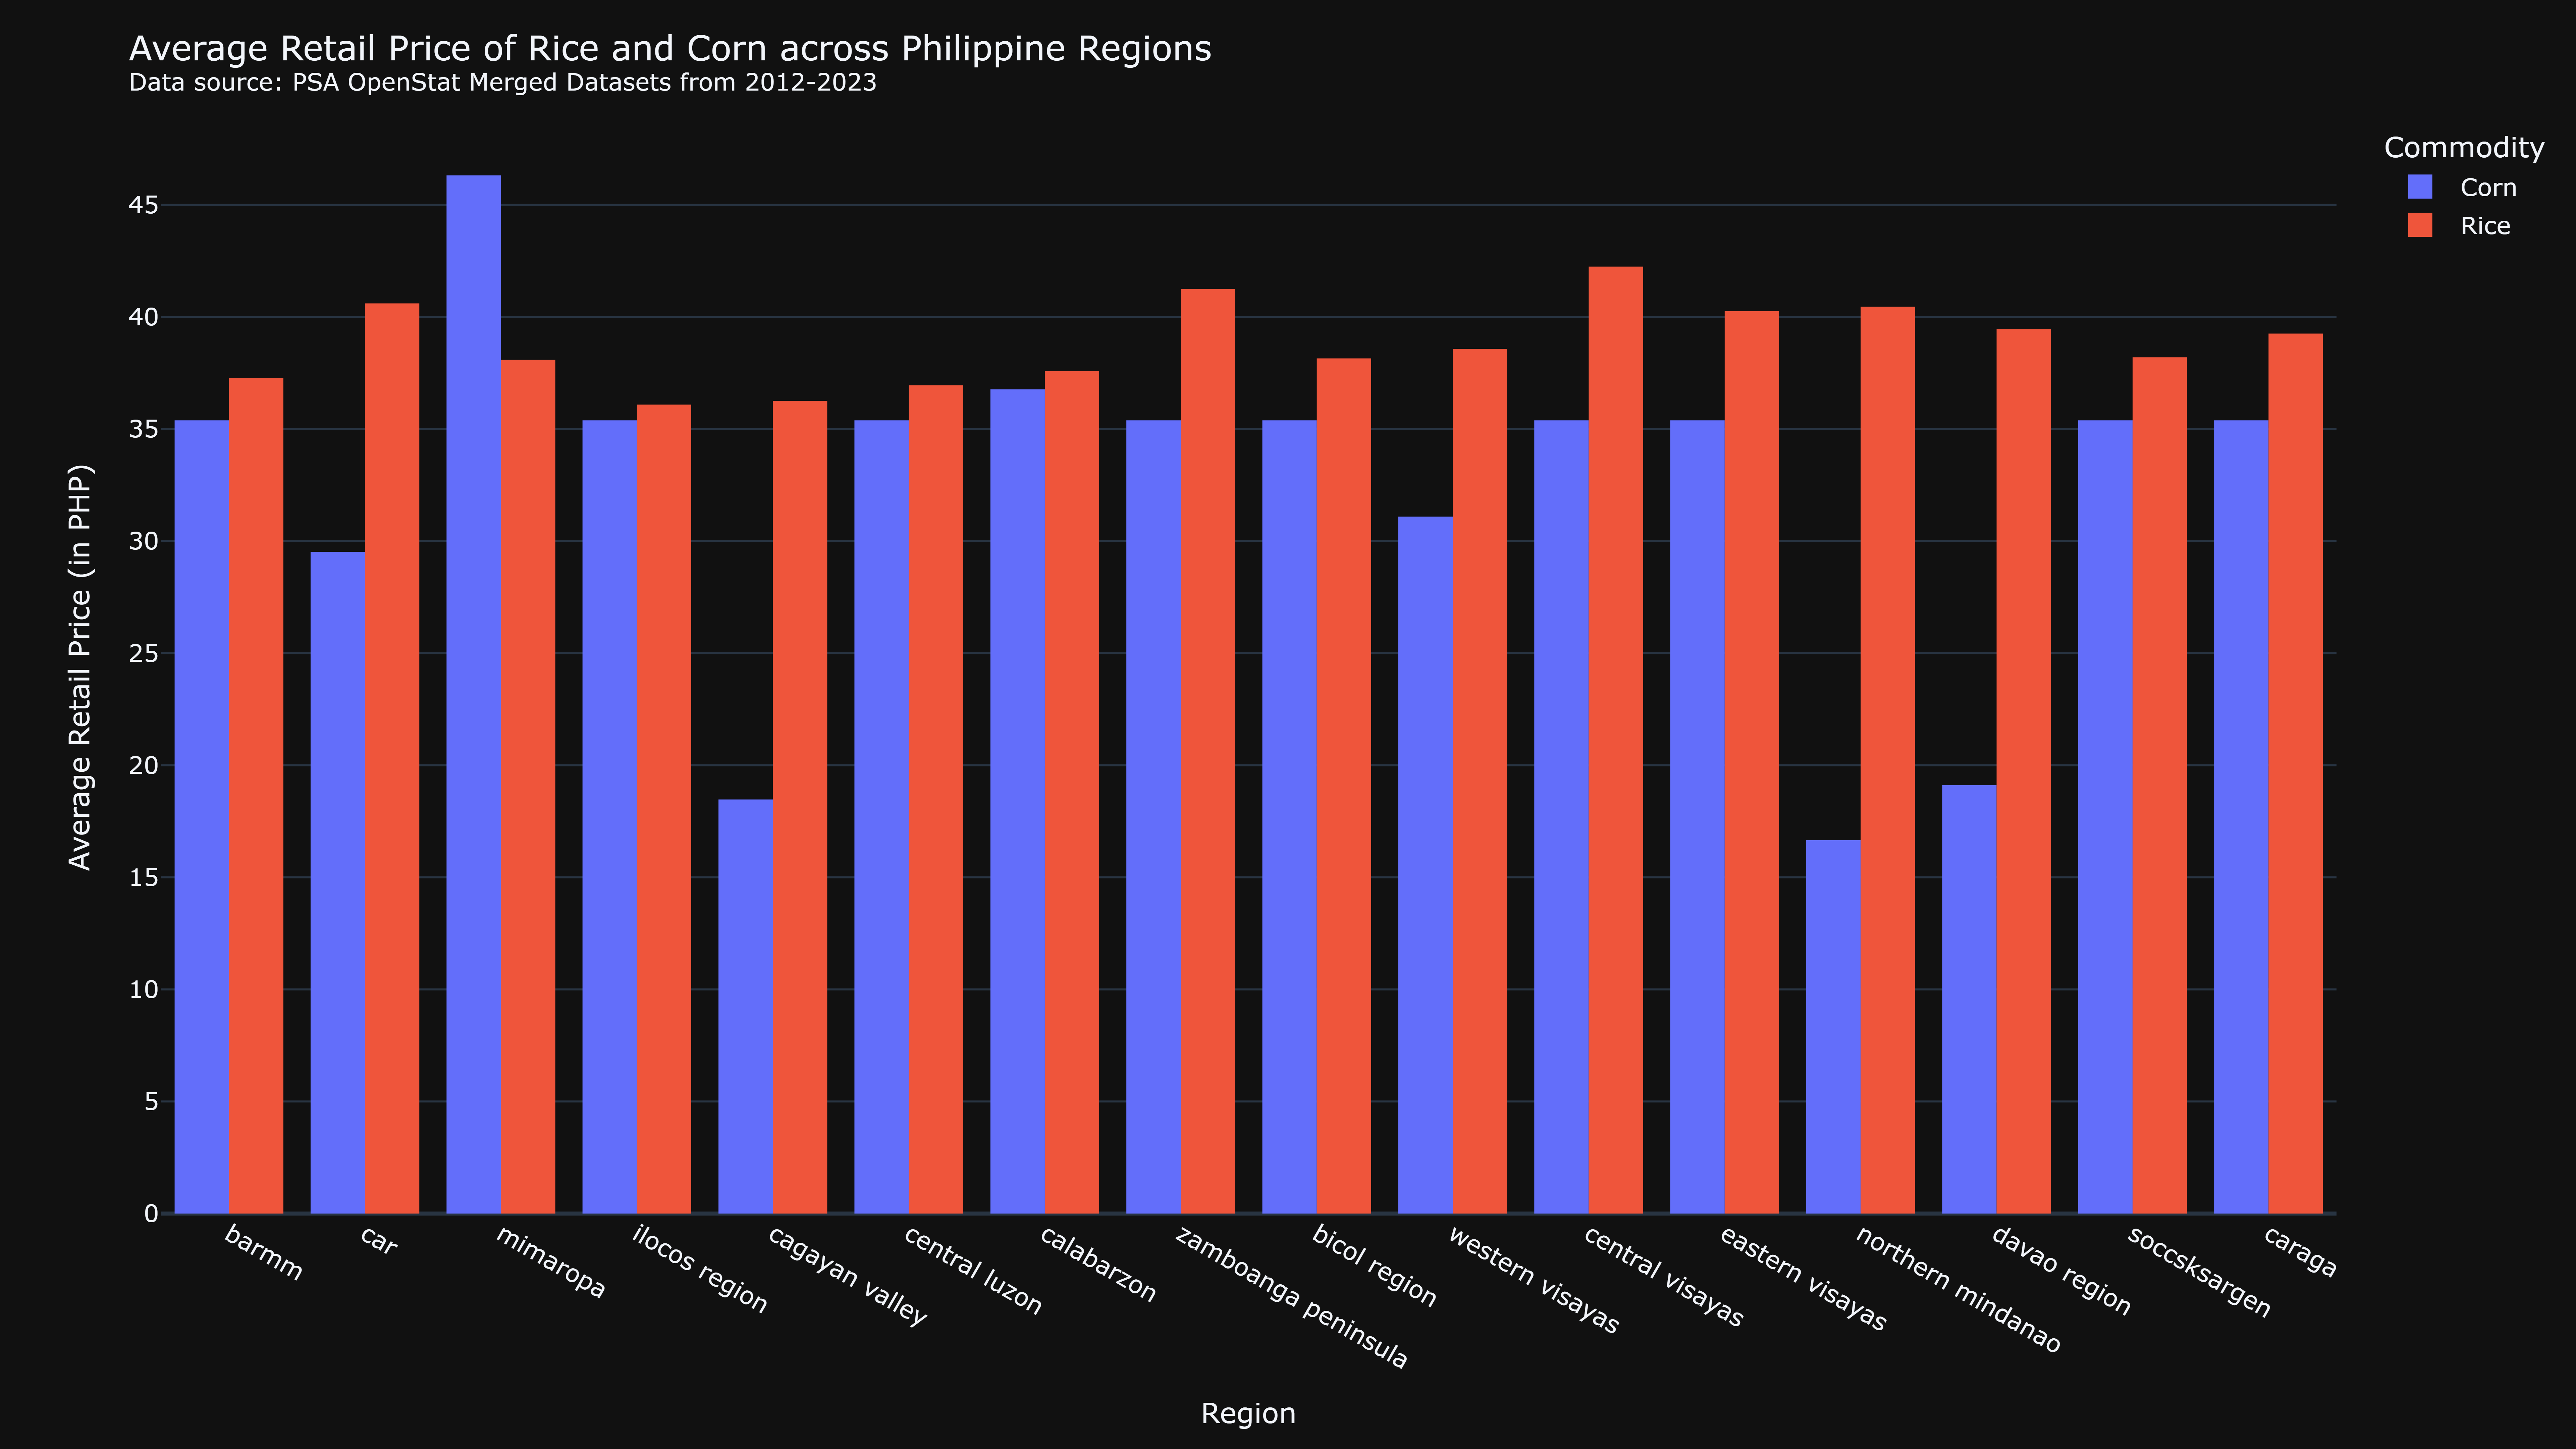 Average Retail Price of Rice and Corn across Philippine Regions
Data source: PSA OpenStat Merged Datasets from 2012-2023
Commodity
Corn
Rice
Average Retail Price (in PHP)
45
40
35
30
25
20
15
10
5
0
barmm
car
mimaropa
ilocos region
cagayan valley
central luzon
calabarzon
zamboanga peninsula
bicol region
western visayas
central visayas
eastern visayas
northern mindanao
davao region
soccsksargen
caraga
Region